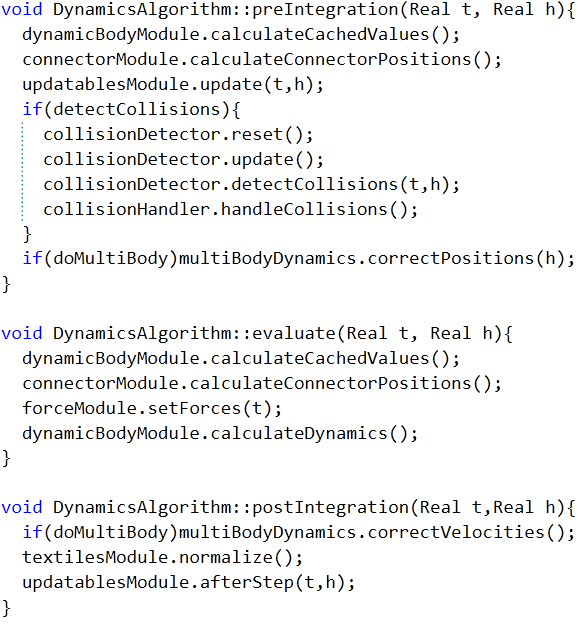 void DynamicsAlgorithm::preIntegration(Real t, Real h){
  dynamicBodyModule.calculateCachedValues();
  connectorModule.calculateConnectorPositions();
  updatablesModule.update(t,h);
  if(detectCollisions){
    collisionDetector.reset();
    collisionDetector.update();
    collisionDetector.detectCollisions(t,h);
    collisionHandler.handleCollisions();
  }
  if(doMultiBody)multiBodyDynamics.correctPositions(h);
}

void DynamicsAlgorithm::evaluate(Real t, Real h){
  dynamicBodyModule.calculateCachedValues();
  connectorModule.calculateConnectorPositions();
  forceModule.setForces(t);
  dynamicBodyModule.calculateDynamics();
}

void DynamicsAlgorithm::postIntegration(Real t,Real h){
  if(doMultiBody)multiBodyDynamics.correctVelocities();
  textilesModule.normalize();
  updatablesModule.afterStep(t,h);
}